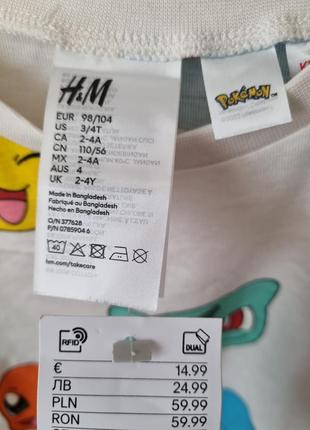 H&M
EUR 98/104
US 3/4T
CA 2-4A
CN 110/56
MX 2-4A
AUS 4
UK 2-4Y
Made in Bangladesh
Fabriqué au Bangladesh
Hecho en Bangladesh
O/N 377628
P/N 0785904 6
40
hm.com/takecare
POKéMON
RFID
DUAL
€ 14.99
ЛВ 24.99
PLN 59.99
RON 59.99